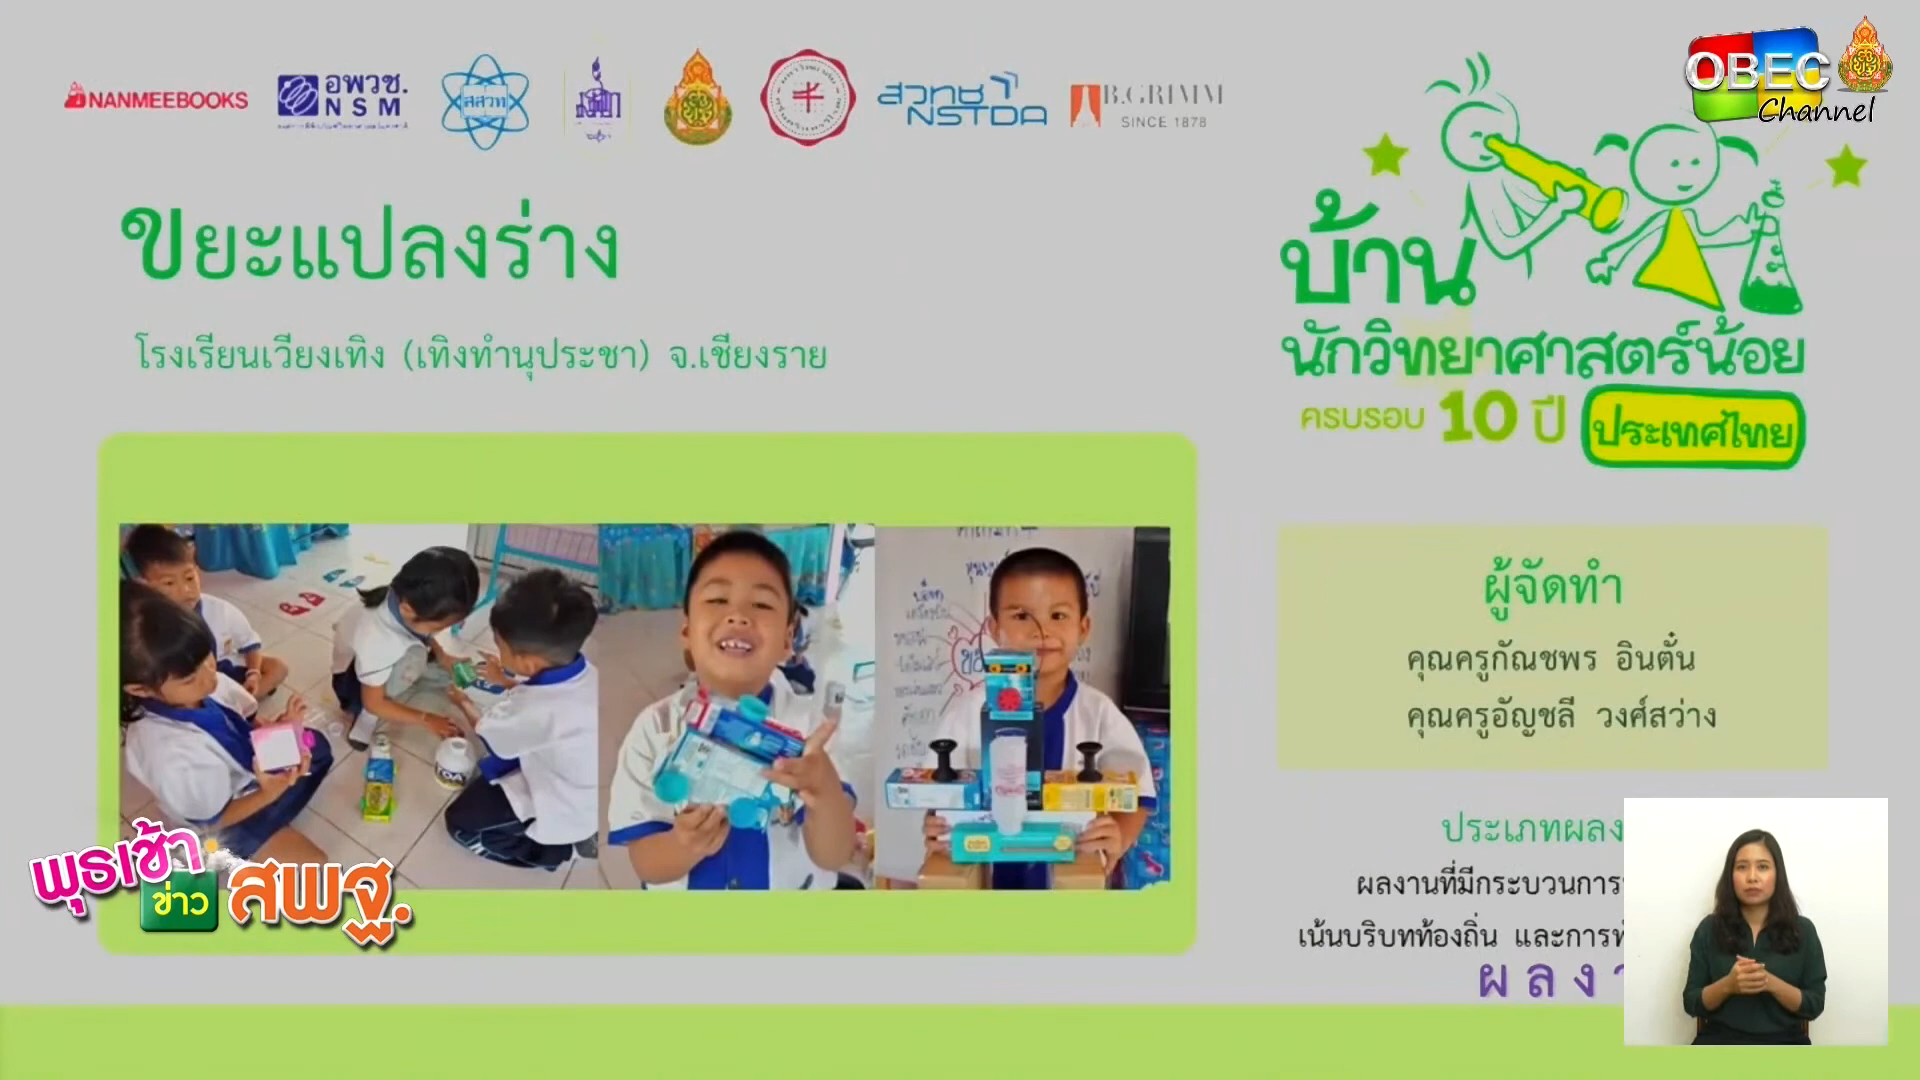 NANMEEBOOKS
อพวช.
NSM
สสวท
สวทช
NSTDA
B.GRIMM
SINCE 1878
OBEC
Channel
ขยะแปลงร่าง
โรงเรียนเวียงเทิง (เทิงทำนุประชา) จ.เชียงราย
บ้าน
นักวิทยาศาสตร์น้อย
ครบรอบ 10 ปี ประเทศไทย
TOA
ผู้จัดทำ
คุณครูกัณชพร อินตั๋น
คุณครูอัญชลี วงศ์สว่าง
ประเภทผลง
ผลงานที่มีกระบวนการ
เน้นบริบทท้องถิ่น และการ
ผลง
พุธเช้า
ข่าว
สพฐ.